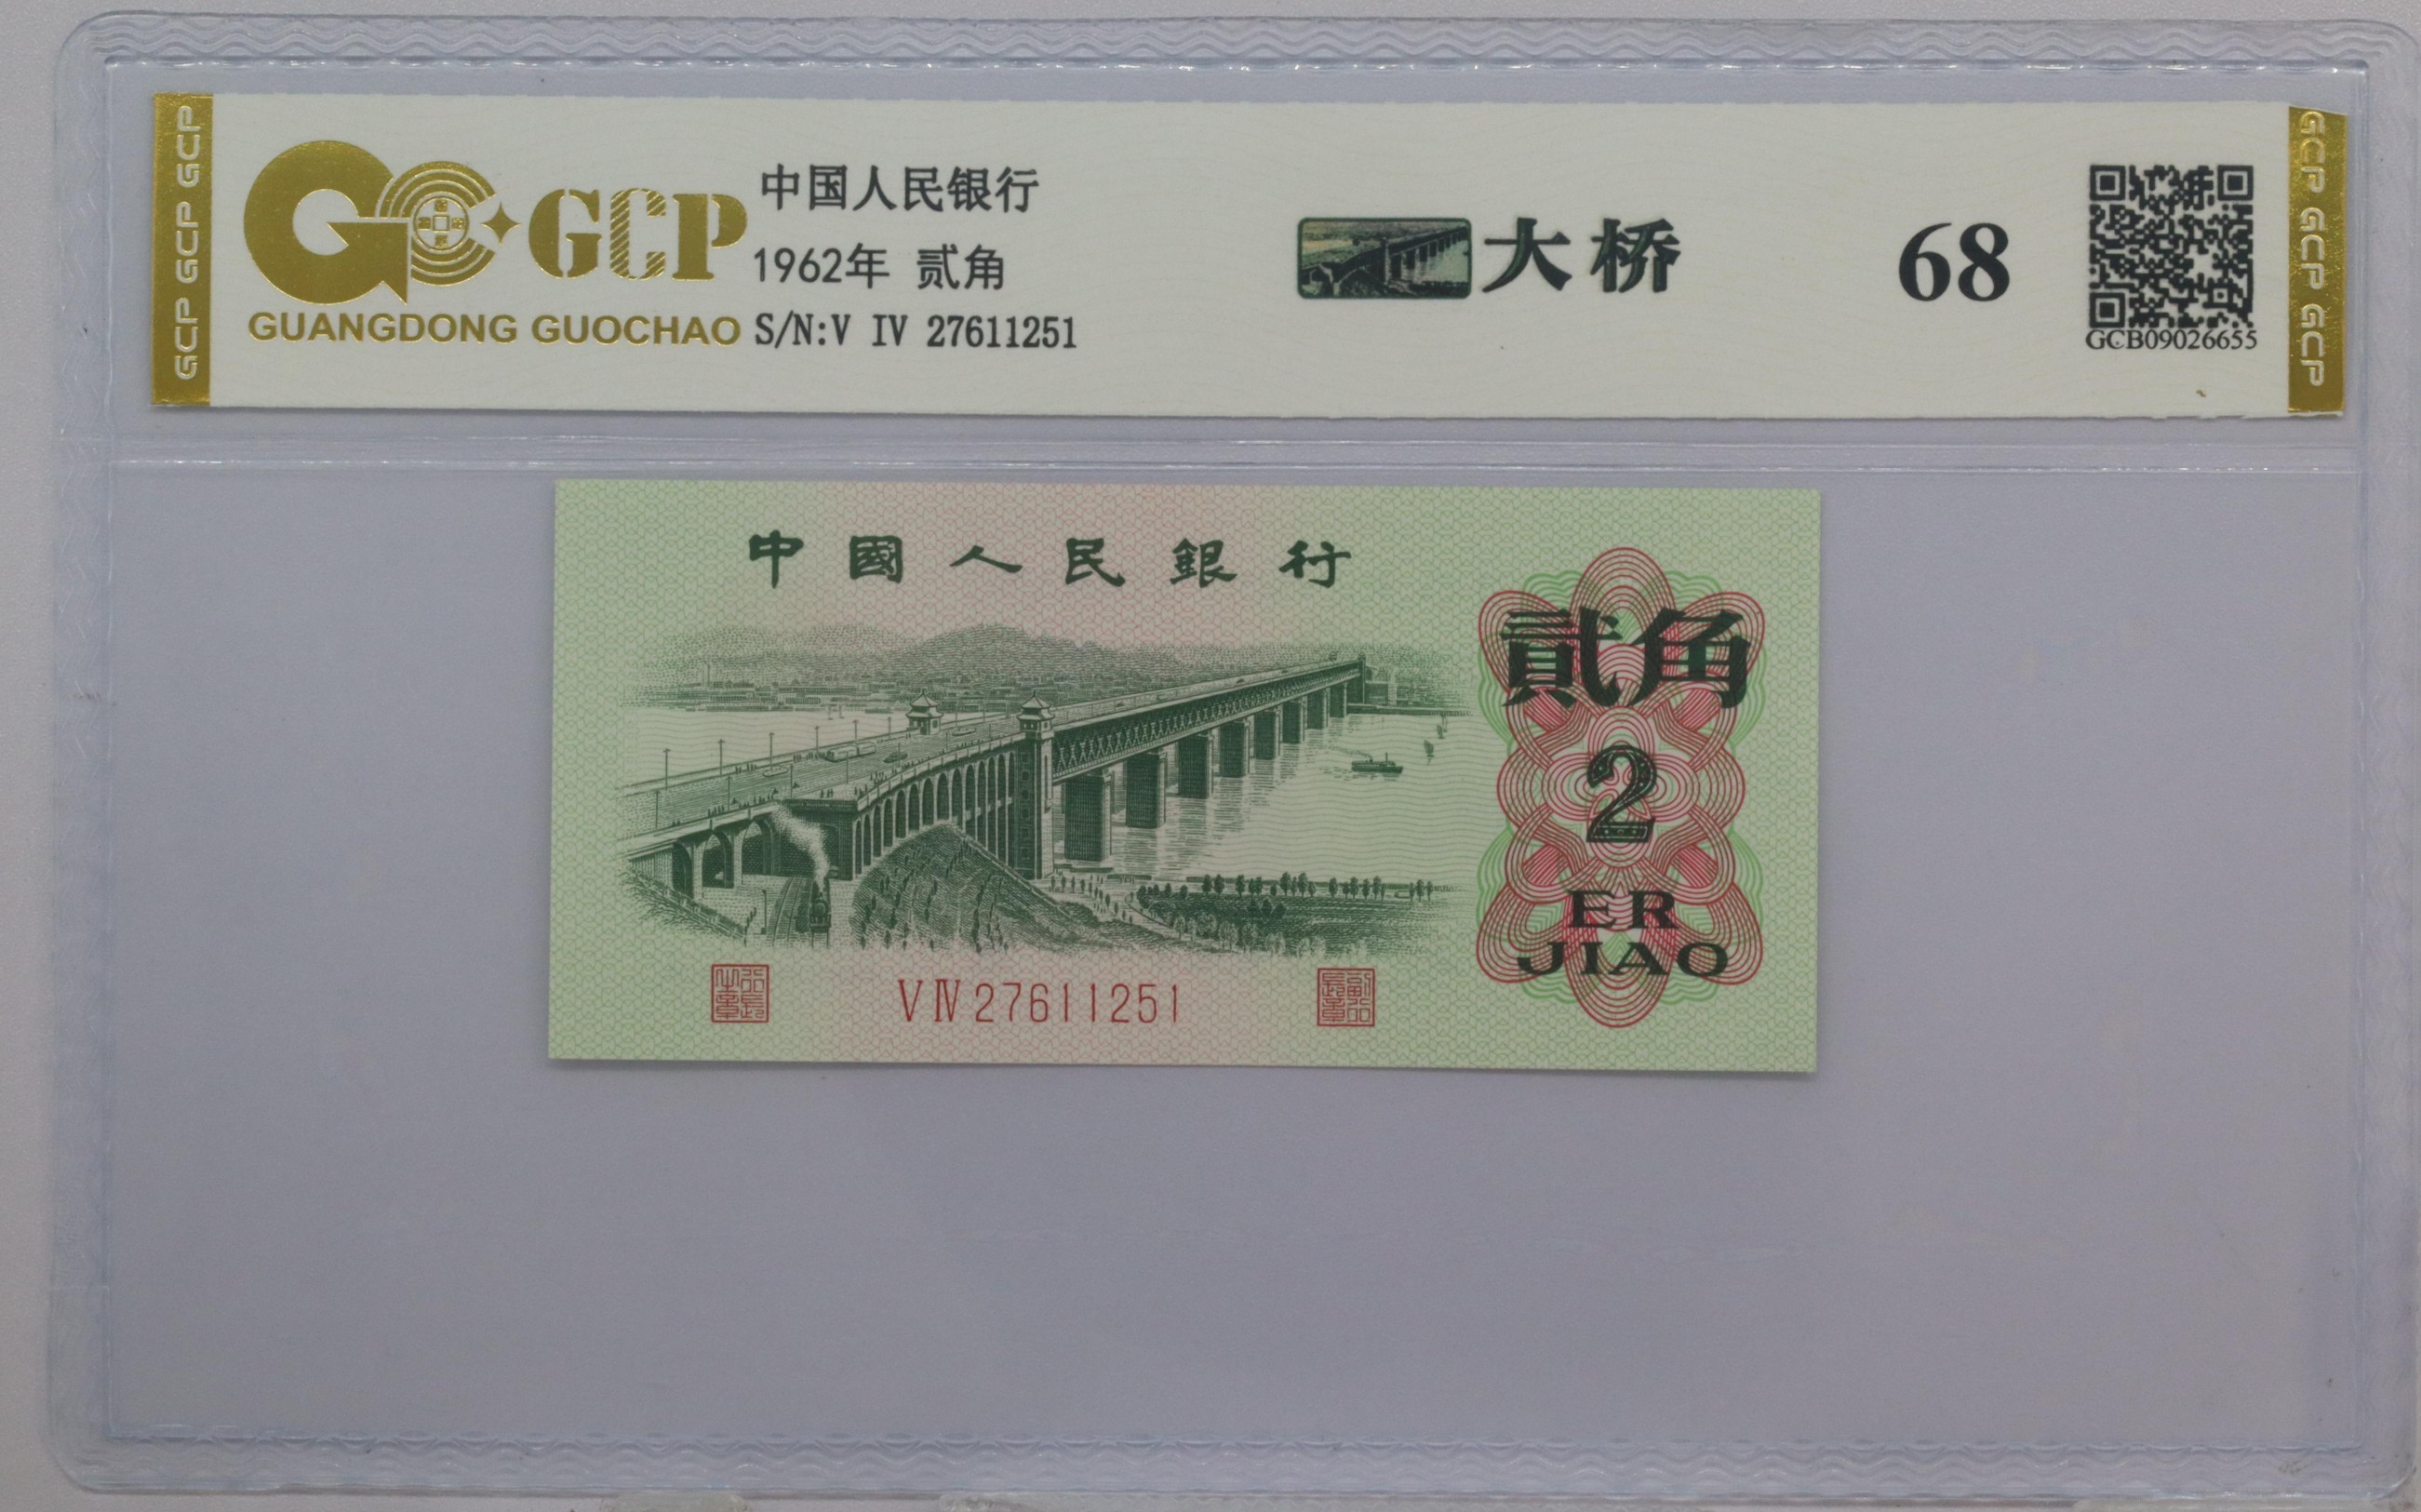 GCP GCP GCP
GCP
GUANGDONG GUOCHAO
中国人民银行
1962年 贰角
S/N:V IV 27611251
大桥
68
GCB09026655
GCP GCP GCP
中國人民銀行
貳角
2
ER
JIAO
VⅣ27611251